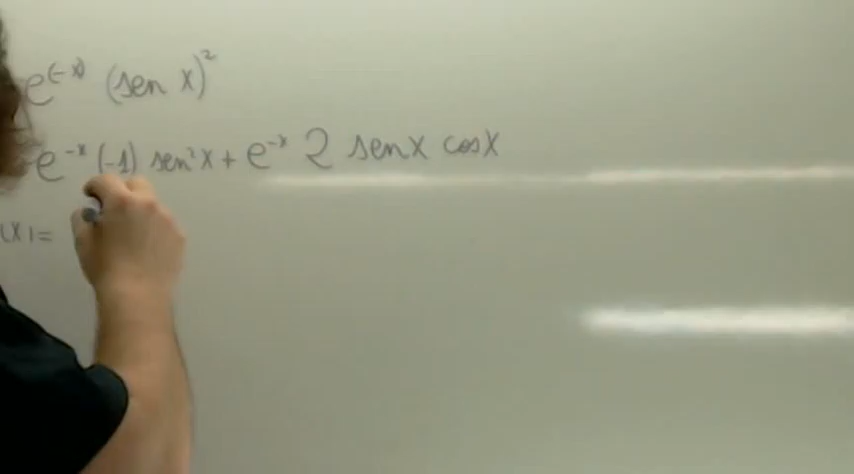 e^(-x) (sen x)²
e^-x (-1) sen²x + e^-x 2 senx cosx
(x) =